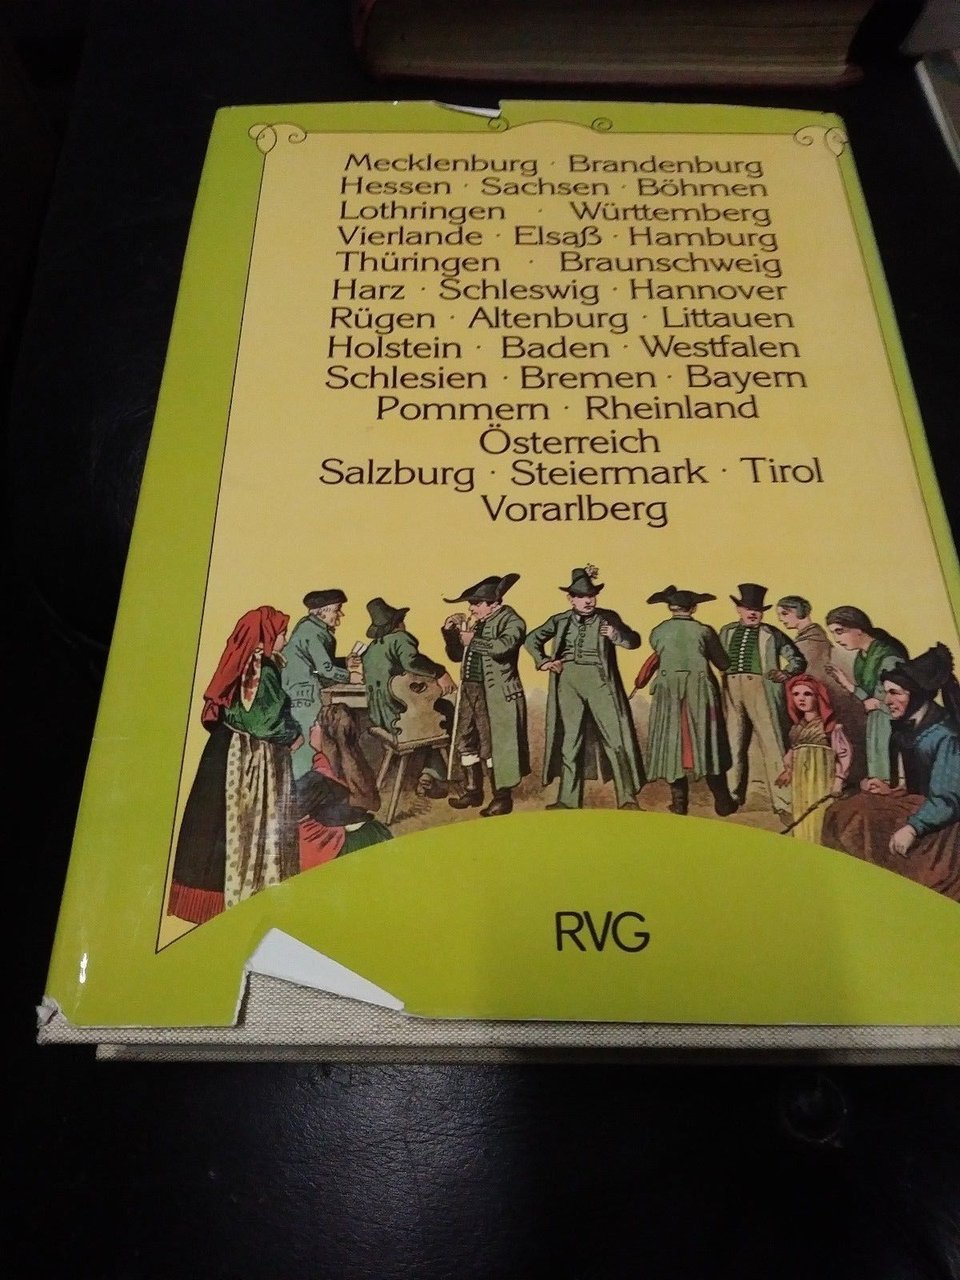 Mecklenburg · Brandenburg
Hessen · Sachsen · Böhmen
Lothringen · Württemberg
Vierlande · Elsaß · Hamburg
Thüringen · Braunschweig
Harz · Schleswig · Hannover
Rügen · Altenburg · Littauen
Holstein · Baden · Westfalen
Schlesien · Bremen · Bayern
Pommern · Rheinland
Österreich
Salzburg · Steiermark · Tirol
Vorarlberg
RVG